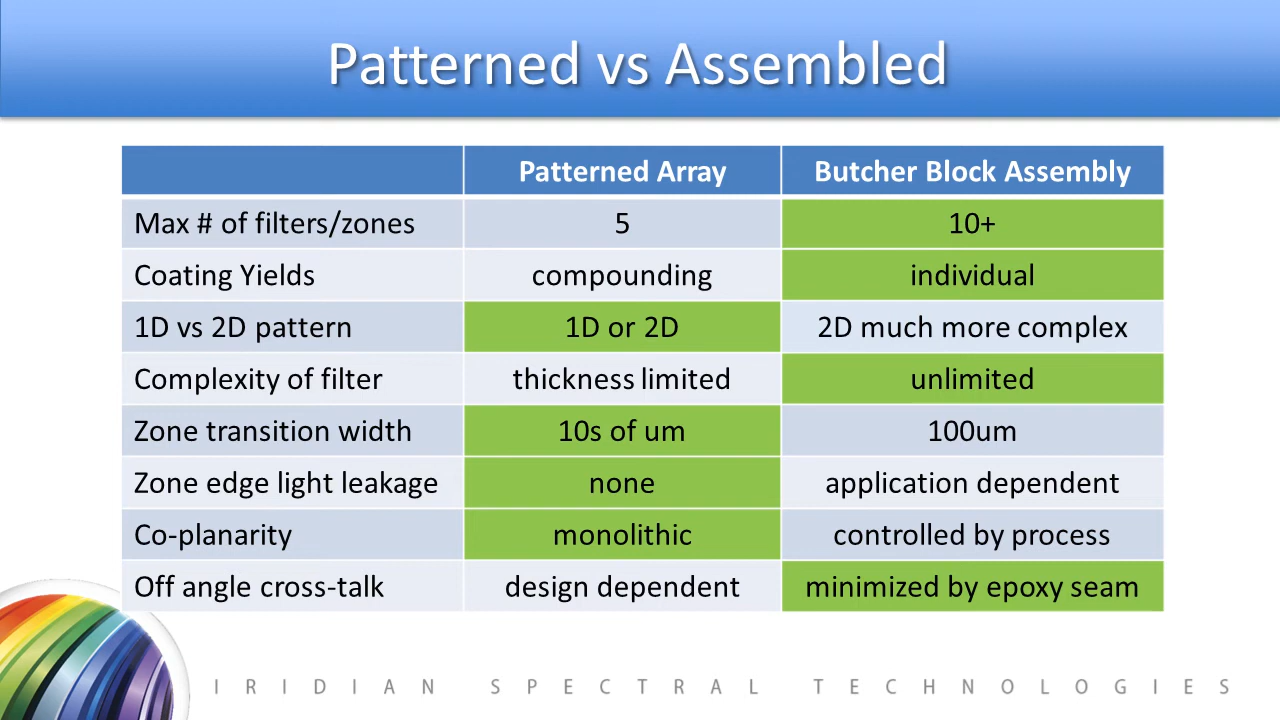 Patterned vs Assembled
Patterned Array Butcher Block Assembly
Max # of filters/zones 5 10+
Coating Yields compounding individual
1D vs 2D pattern 1D or 2D 2D much more complex
Complexity of filter thickness limited unlimited
Zone transition width 10s of um 100um
Zone edge light leakage none application dependent
Co-planarity monolithic controlled by process
Off angle cross-talk design dependent minimized by epoxy seam
IRIDIAN SPECTRAL TECHNOLOGIES